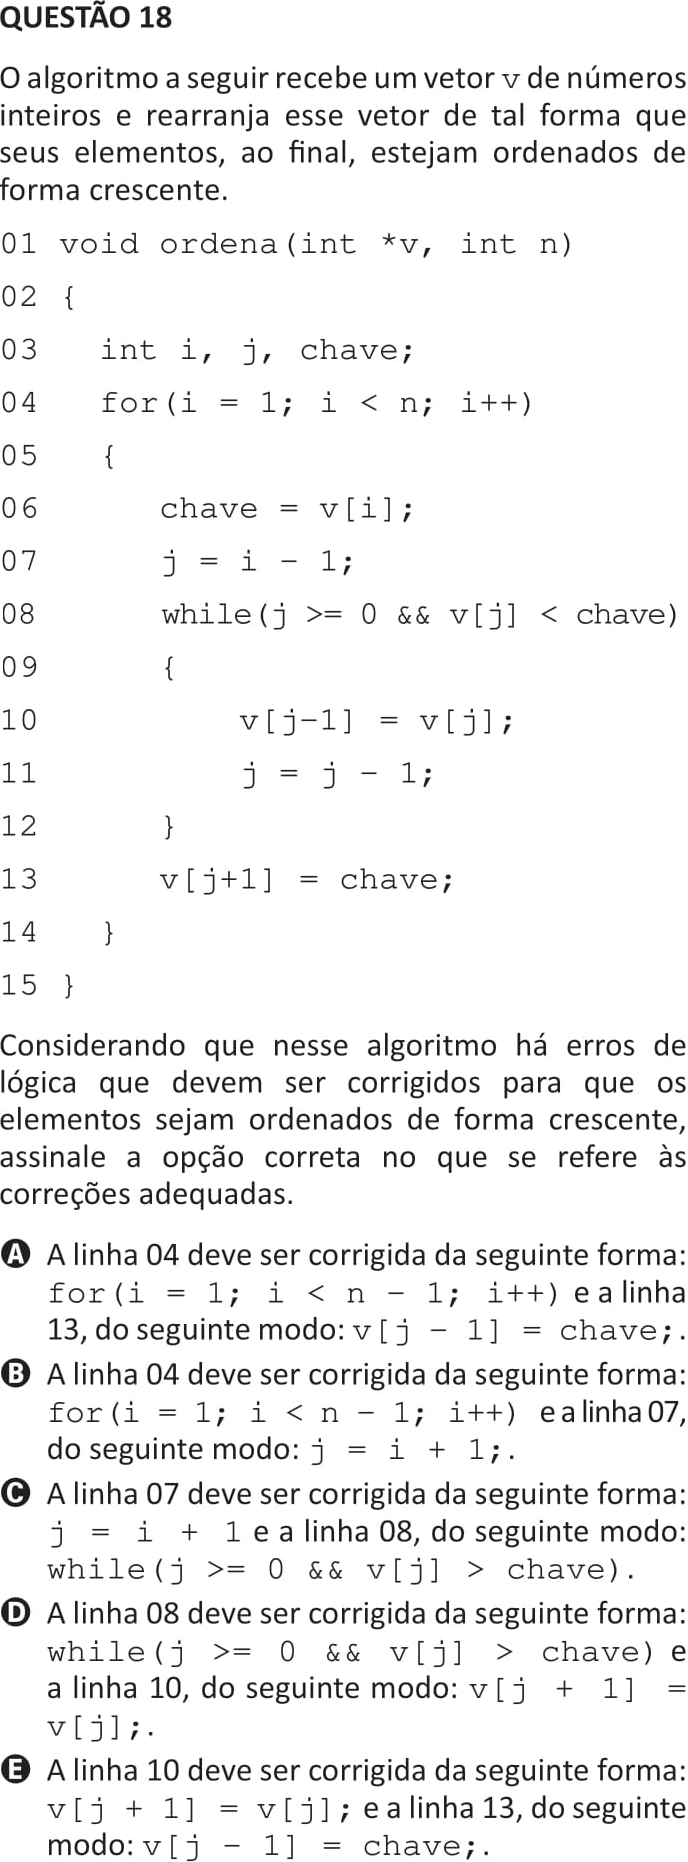 QUESTÃO 18
O algoritmo a seguir recebe um vetor v de números
inteiros e rearranja esse vetor de tal forma que
seus elementos, ao final, estejam ordenados de
forma crescente.
01 void ordena(int *v, int n)
02 {
03 int i, j, chave;
04 for(i = 1; i < n; i++)
05 {
06 chave = v[i];
07 j = i - 1;
08 while(j >= 0 && v[j] < chave)
09 {
10 v[j-1] = v[j];
11 j = j - 1;
12 }
13 v[j+1] = chave;
14 }
15 }
Considerando que nesse algoritmo há erros de
lógica que devem ser corrigidos para que os
elementos sejam ordenados de forma crescente,
assinale a opção correta no que se refere às
correções adequadas.
A A linha 04 deve ser corrigida da seguinte forma:
for(i = 1; i < n - 1; i++) e a linha
13, do seguinte modo: v[j - 1] = chave;.
B A linha 04 deve ser corrigida da seguinte forma:
for(i = 1; i < n - 1; i++) e a linha 07,
do seguinte modo: j = i + 1;.
C A linha 07 deve ser corrigida da seguinte forma:
j = i + 1 e a linha 08, do seguinte modo:
while(j >= 0 && v[j] > chave).
D A linha 08 deve ser corrigida da seguinte forma:
while(j >= 0 && v[j] > chave) e
a linha 10, do seguinte modo: v[j + 1] =
v[j];.
E A linha 10 deve ser corrigida da seguinte forma:
v[j + 1] = v[j]; e a linha 13, do seguinte
modo: v[j - 1] = chave;.